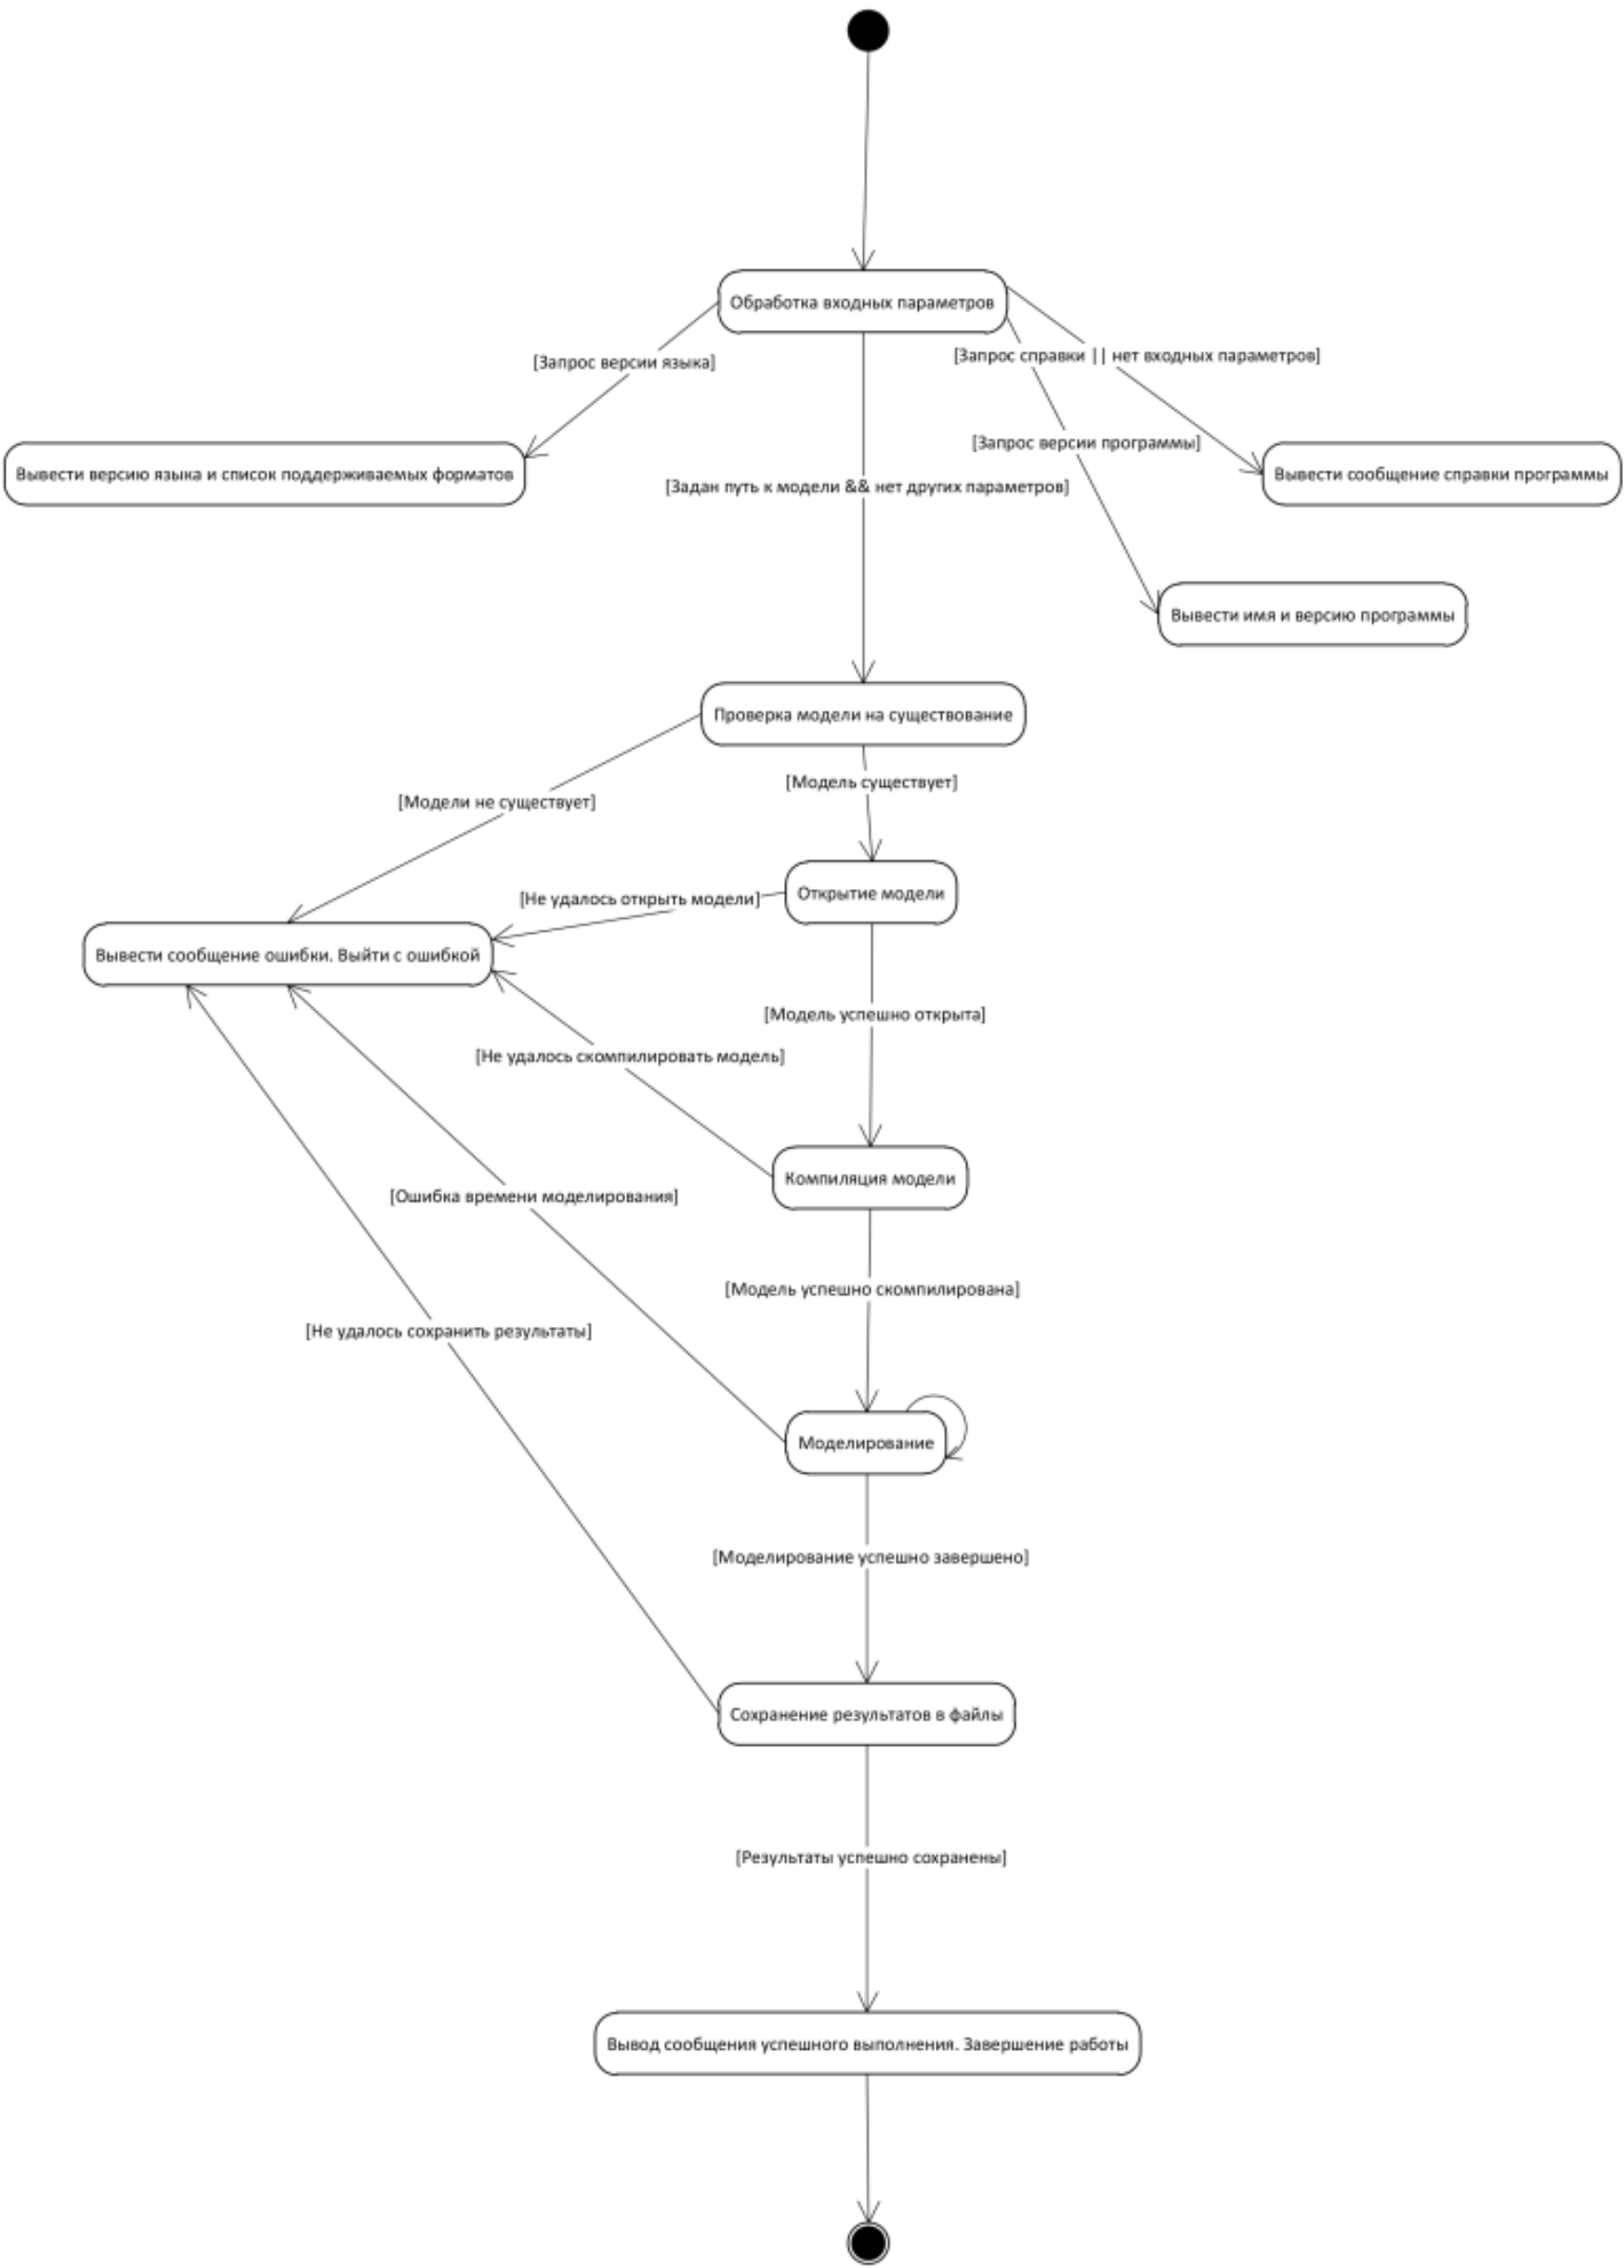 Обработка входных параметров
[Запрос версии языка]
[Запрос справки || нет входных параметров]
[Запрос версии программы]
Вывести версию языка и список поддерживаемых форматов
Вывести сообщение справки программы
[Задан путь к модели && нет других параметров]
Вывести имя и версию программы
Проверка модели на существование
[Модель существует]
[Модели не существует]
Открытие модели
[Не удалось открыть модели]
Вывести сообщение ошибки. Выйти с ошибкой
[Модель успешно открыта]
[Не удалось скомпилировать модель]
Компиляция модели
[Ошибка времени моделирования]
[Модель успешно скомпилирована]
[Не удалось сохранить результаты]
Моделирование
[Моделирование успешно завершено]
Сохранение результатов в файлы
[Результаты успешно сохранены]
Вывод сообщения успешного выполнения. Завершение работы